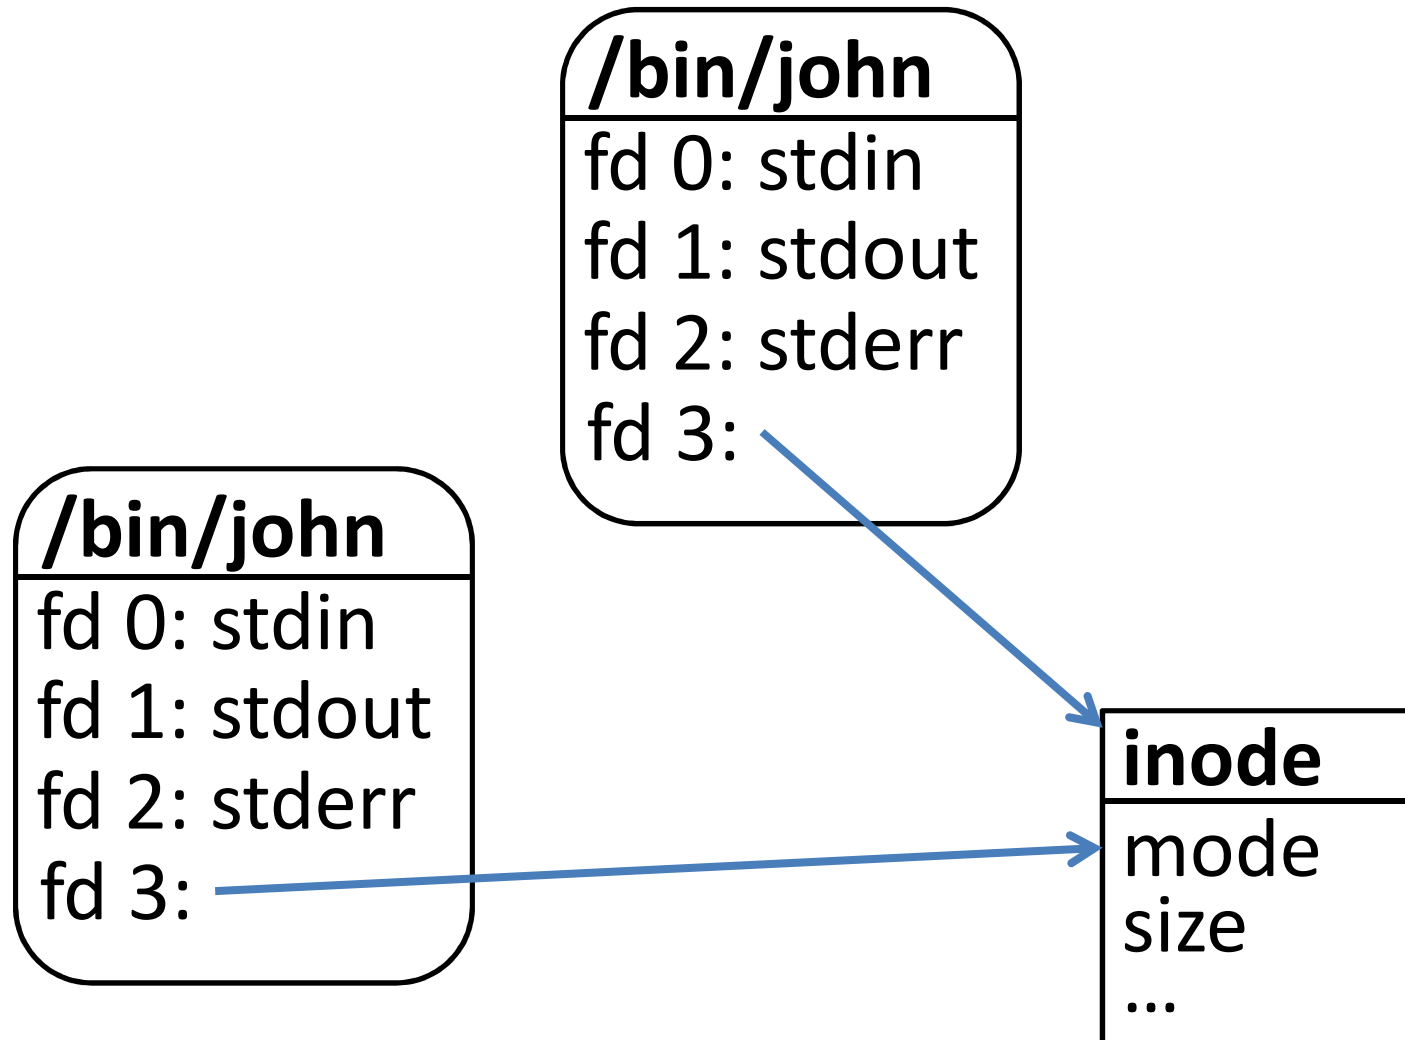 /bin/john
fd 0: stdin
fd 1: stdout
fd 2: stderr
fd 3:
/bin/john
fd 0: stdin
fd 1: stdout
fd 2: stderr
fd 3:
inode
mode
size
...